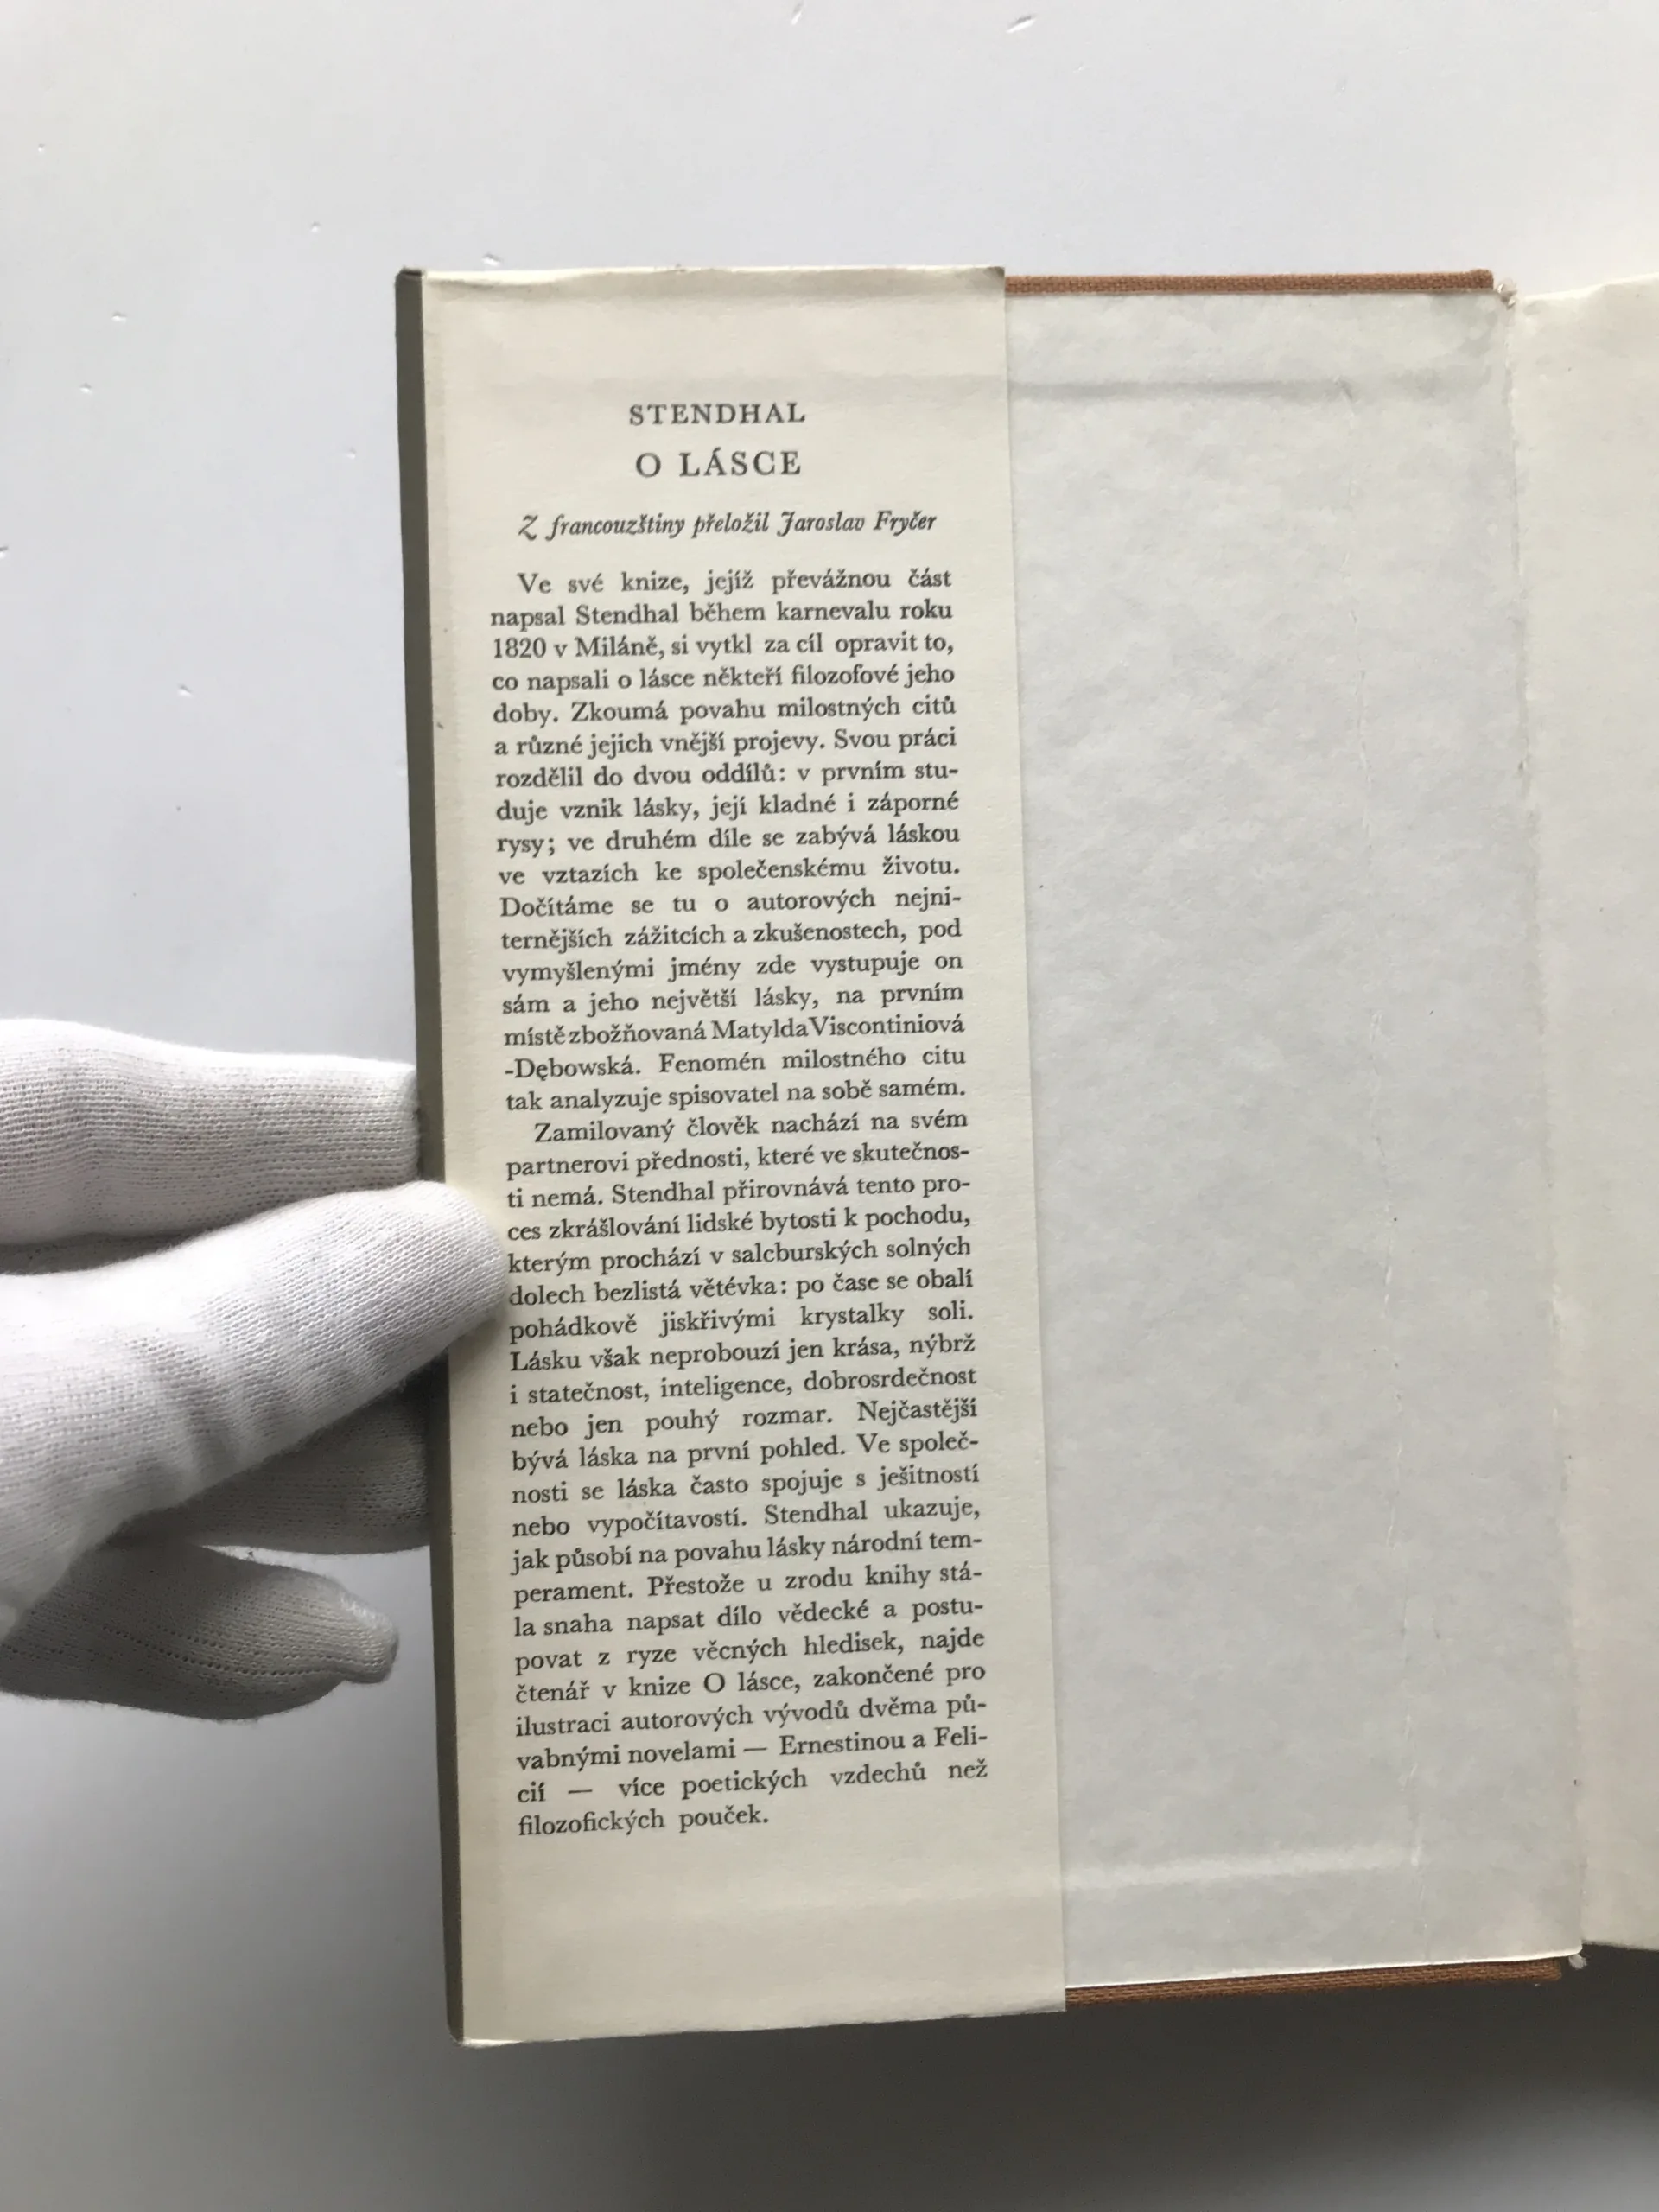 STENDHAL
O LÁSCE
Z francouzštiny přeložil Jaroslav Fryčer
Ve své knize, jejíž převážnou část
napsal Stendhal během karnevalu roku
1820 v Miláně, si vytkl za cíl opravit to,
co napsali o lásce někteří filozofové jeho
doby. Zkoumá povahu milostných citů
a různé jejich vnější projevy. Svou práci
rozdělil do dvou oddílů: v prvním stu-
duje vznik lásky, její kladné i záporné
rysy; ve druhém díle se zabývá láskou
ve vztazích ke společenskému životu.
Dočítáme se tu o autorových nejni-
ternějších zážitcích a zkušenostech, pod
vymyšlenými jmény zde vystupuje on
sám a jeho největší lásky, na prvním
místě zbožňovaná Matylda Viscontiniová
-Dębowská. Fenomén milostného citu
tak analyzuje spisovatel na sobě samém.
Zamilovaný člověk nachází na svém
partnerovi přednosti, které ve skutečnos-
ti nemá. Stendhal přirovnává tento pro-
ces zkrášlování lidské bytosti k pochodu,
kterým prochází v salcburských solných
dolech bezlistá větévka: po čase se obalí
pohádkově jiskřivými krystalky soli.
Lásku však neprobouzí jen krása, nýbrž
i statečnost, inteligence, dobrosrdečnost
nebo jen pouhý rozmar. Nejčastější
bývá láska na první pohled. Ve společ-
nosti se láska často spojuje s ješitností
nebo vypočítavostí. Stendhal ukazuje,
jak působí na povahu lásky národní tem-
perament. Přestože u zrodu knihy stá-
la snaha napsat dílo vědecké a postu-
povat z ryze věcných hledisek, najde
čtenář v knize O lásce, zakončené pro
ilustraci autorových vývodů dvěma pů-
vabnými novelami — Ernestinou a Feli-
cií — více poetických vzdechů než
filozofických pouček.